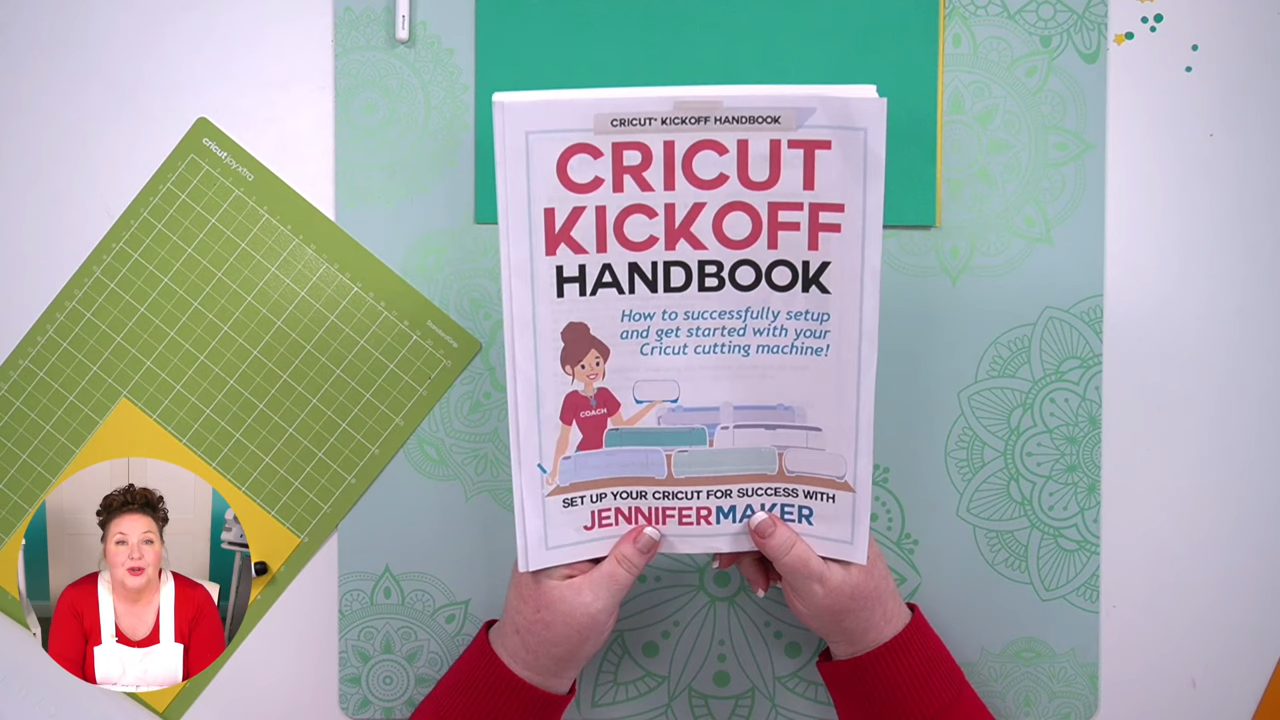 cricut joy xtra
CRICUT® KICKOFF HANDBOOK
CRICUT
KICKOFF
HANDBOOK
How to successfully setup
and get started with your
Cricut cutting machine!
COACH
SET UP YOUR CRICUT FOR SUCCESS WITH
JENNIFERMAKER